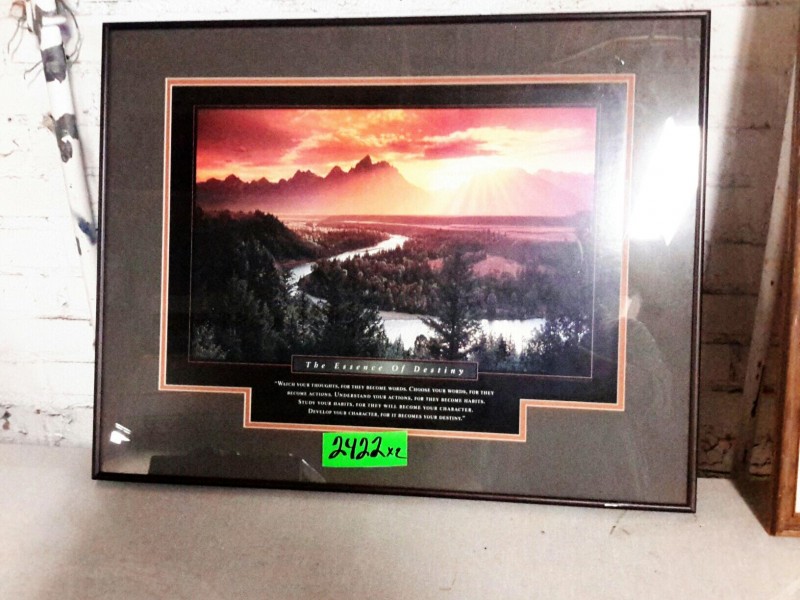 The Essence Of Destiny
"Watch your thoughts, for they become words. Choose your words, for they
become actions. Understand your actions, for they become habits.
Study your habits, for they will become your character.
Develop your character, for it becomes your destiny."
2422 x2